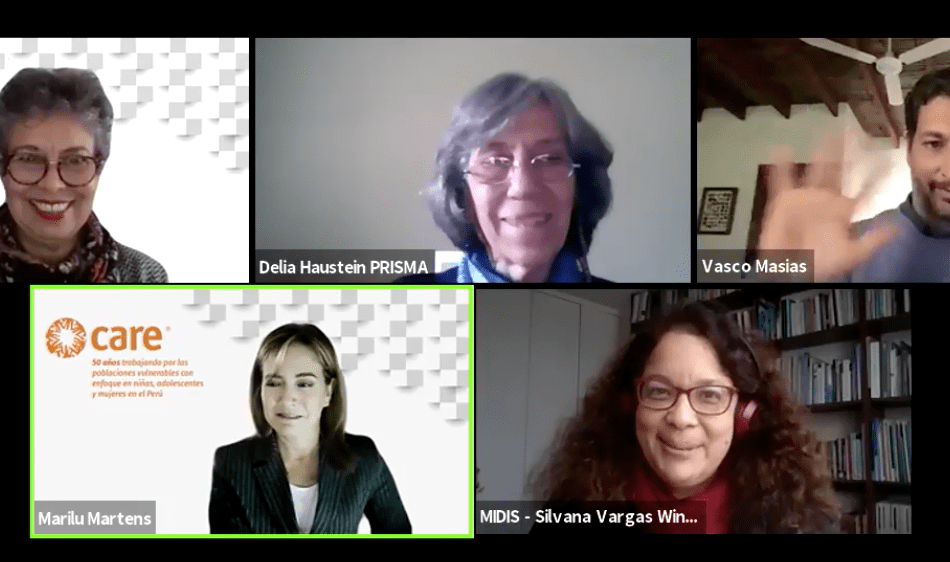 Delia Haustein PRISMA
Vasco Masias
care®
50 años trabajando por las
poblaciones vulnerables con
enfoque en niñas, adolescentes
y mujeres en el Perú
Marilu Martens
MIDIS - Silvana Vargas Win...